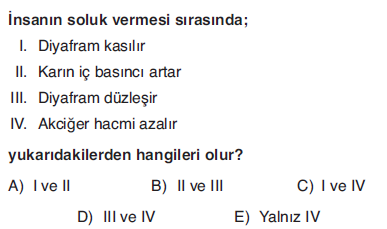 İnsanın soluk vermesi sırasında;
I. Diyafram kasılır
II. Karın iç basıncı artar
III. Diyafram düzleşir
IV. Akciğer hacmi azalır
yukarıdakilerden hangileri olur?
A) I ve II B) II ve III C) I ve IV
D) III ve IV E) Yalnız IV